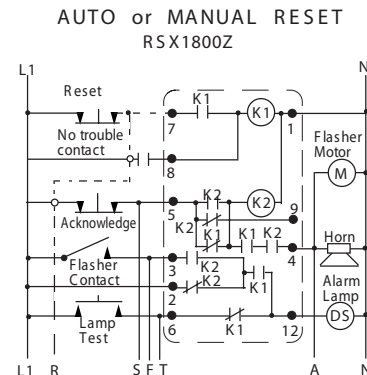 AUTO or MANUAL RESET
RSX1800Z
L1
N
Reset
K1
K1
7
1
No trouble
contact
Flasher
Motor
8
M
K2
K2
5
9
Acknowledge
K2
K1
K1
K2
Horn
3
4
Flasher
Contact
K2
Alarm
Lamp
2
K2
K1
Lamp
Test
6
K1
12
DS
L1
R
S
F
T
A
N